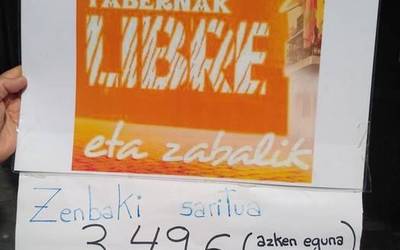 TABERNAK
LIBRE
eta zabalik
Zenbaki saritua
3.496 (azken eguna)